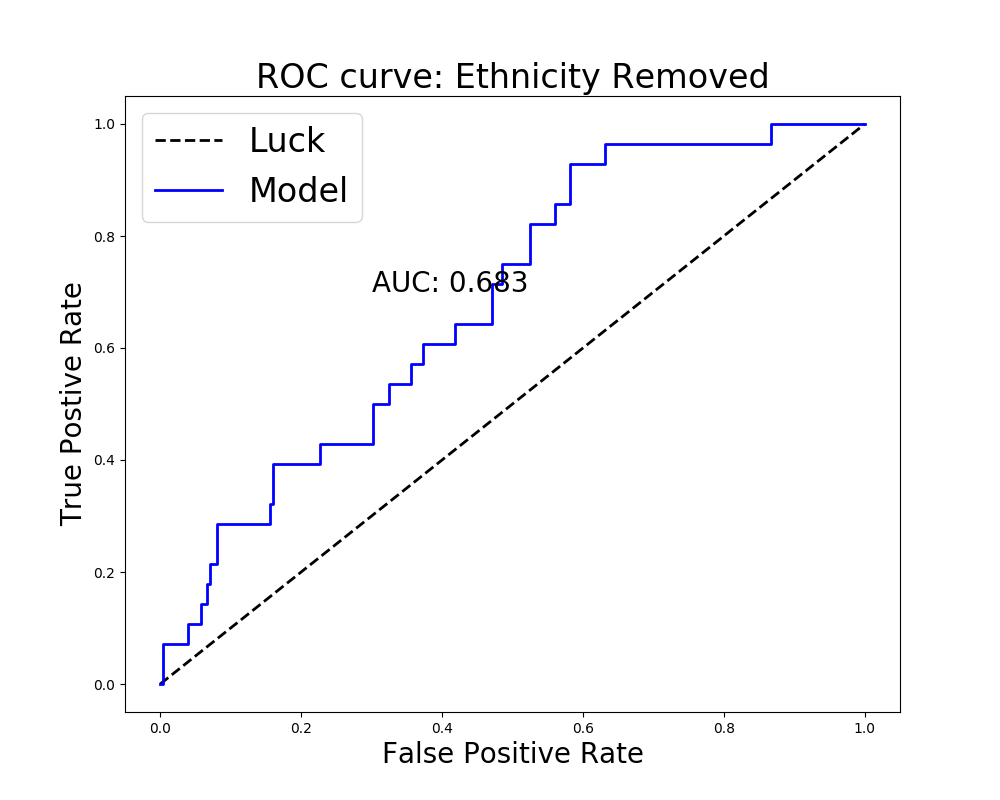 ROC curve: Ethnicity Removed
Luck
Model
AUC: 0.683
True Postive Rate
1.0
0.8
0.6
0.4
0.2
0.0
0.0 0.2 0.4 0.6 0.8 1.0
False Positive Rate